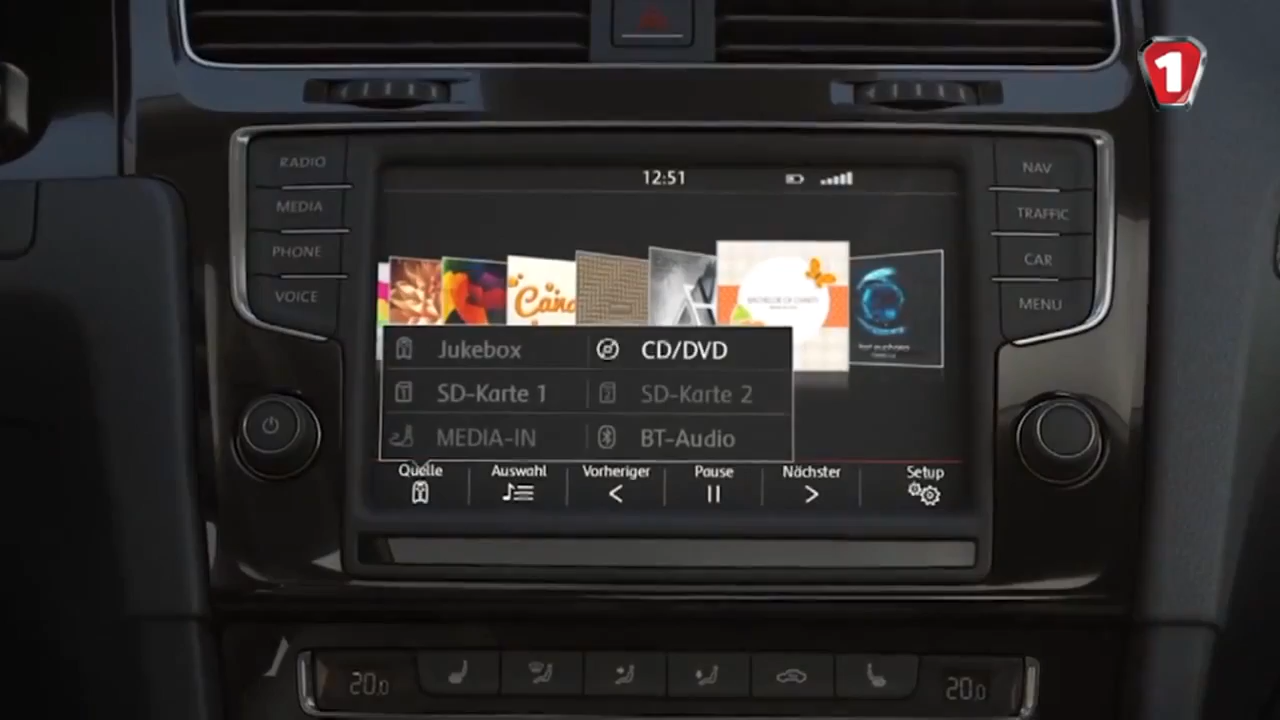 1
RADIO
MEDIA
PHONE
VOICE
12:51
NAV
TRAFFIC
CAR
MENU
Jukebox
CD/DVD
SD-Karte 1
SD-Karte 2
MEDIA-IN
BT-Audio
Quelle
Auswahl
Vorheriger
Pause
Nächster
Setup
20.0
20.0